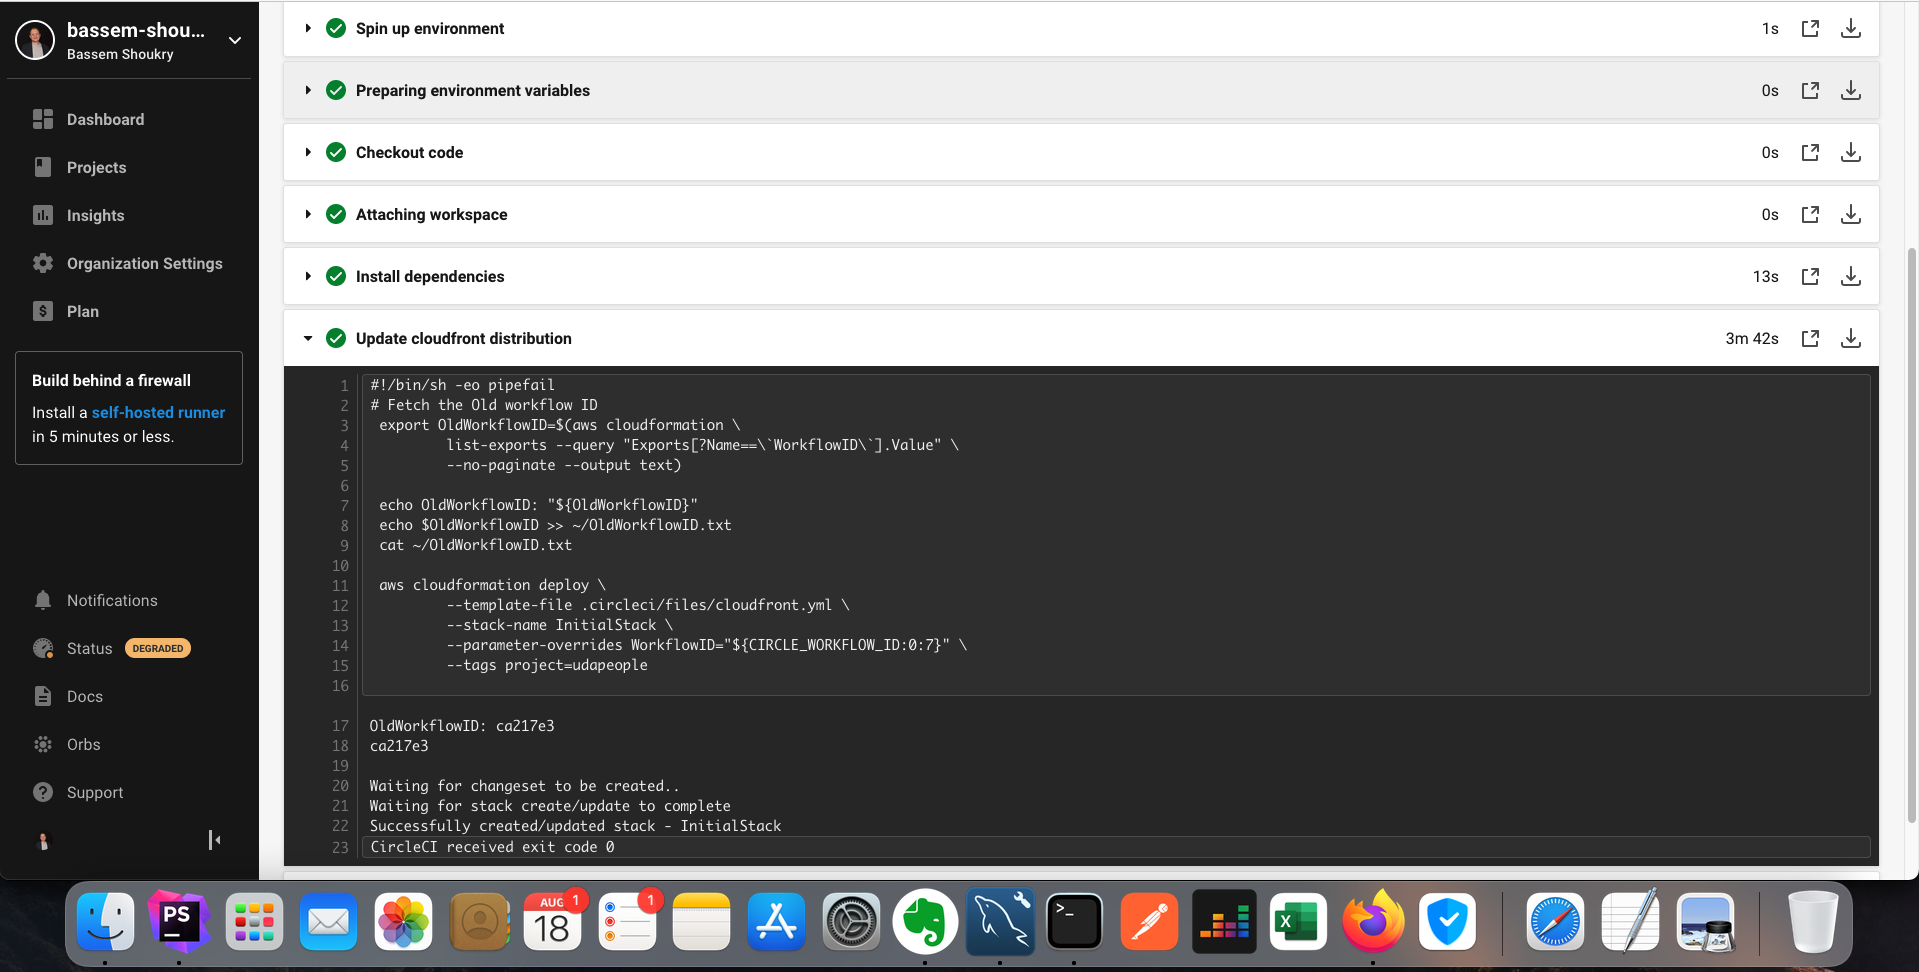 bassem-shou...
Bassem Shoukry
Dashboard
Projects
Insights
Organization Settings
Plan
Build behind a firewall
Install a self-hosted runner
in 5 minutes or less.
Notifications
Status DEGRADED
Docs
Orbs
Support
Spin up environment 1s
Preparing environment variables 0s
Checkout code 0s
Attaching workspace 0s
Install dependencies 13s
Update cloudfront distribution 3m 42s
1 #!/bin/sh -eo pipefail
2 # Fetch the Old workflow ID
3 export OldWorkflowID=$(aws cloudformation \
4 list-exports --query "Exports[?Name==\`WorkflowID\`].Value" \
5 --no-paginate --output text)
6
7 echo OldWorkflowID: "${OldWorkflowID}"
8 echo $OldWorkflowID >> ~/OldWorkflowID.txt
9 cat ~/OldWorkflowID.txt
10
11 aws cloudformation deploy \
12 --template-file .circleci/files/cloudfront.yml \
13 --stack-name InitialStack \
14 --parameter-overrides WorkflowID="${CIRCLE_WORKFLOW_ID:0:7}" \
15 --tags project=udapeople
16
17 OldWorkflowID: ca217e3
18 ca217e3
19
20 Waiting for changeset to be created..
21 Waiting for stack create/update to complete
22 Successfully created/updated stack - InitialStack
23 CircleCI received exit code 0
PS
AUG 1
18
1
>_
X